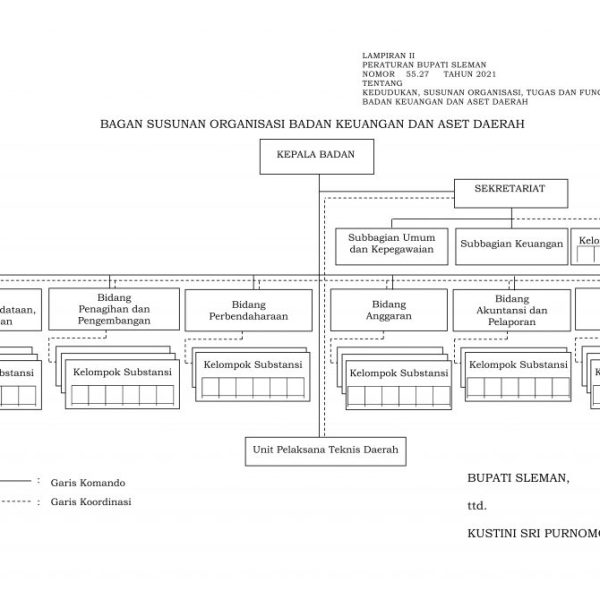 LAMPIRAN II
PERATURAN BUPATI SLEMAN
NOMOR 55.27 TAHUN 2021
TENTANG
KEDUDUKAN, SUSUNAN ORGANISASI, TUGAS DAN FUNG
BADAN KEUANGAN DAN ASET DAERAH
BAGAN SUSUNAN ORGANISASI BADAN KEUANGAN DAN ASET DAERAH
KEPALA BADAN
SEKRETARIAT
Subbagian Umum
dan Kepegawaian
Subbagian Keuangan
Kelo
dataan,
an
Bidang
Penagihan dan
Pengembangan
Bidang
Perbendaharaan
Bidang
Anggaran
Bidang
Akuntansi dan
Pelaporan
ubstansi
Kelompok Substansi
Kelompok Substansi
Kelompok Substansi
Kelompok Substansi
K
Unit Pelaksana Teknis Daerah
: Garis Komando
: Garis Koordinasi
BUPATI SLEMAN,
ttd.
KUSTINI SRI PURNOMO